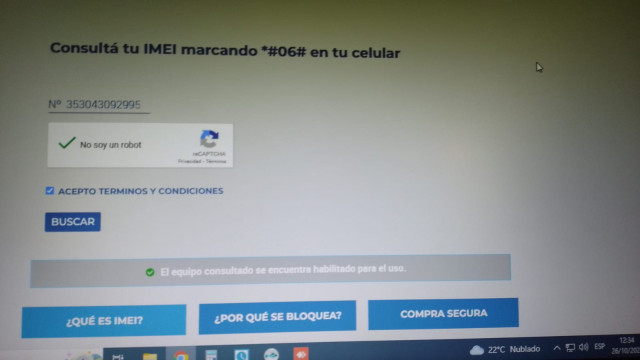 Consultá tu IMEI marcando *#06# en tu celular
Nº 353043092995
No soy un robot
reCAPTCHA
Privacidad - Términos
ACEPTO TERMINOS Y CONDICIONES
BUSCAR
El equipo consultado se encuentra habilitado para el uso.
¿QUÉ ES IMEI?
¿POR QUÉ SE BLOQUEA?
COMPRA SEGURA
22°C Nublado
ESP
12:34
26/10/202